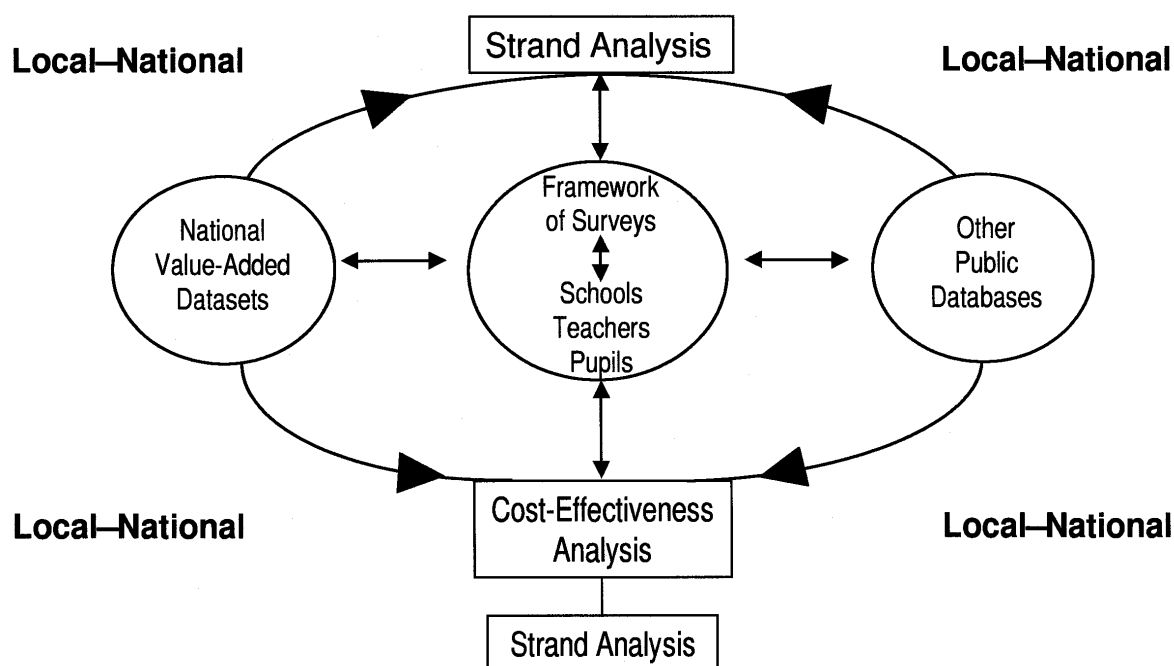 Strand Analysis
Local–National
Local–National
Framework
of Surveys
Schools
Teachers
Pupils
National
Value-Added
Datasets
Other
Public
Databases
Local–National
Local–National
Cost-Effectiveness
Analysis
Strand Analysis